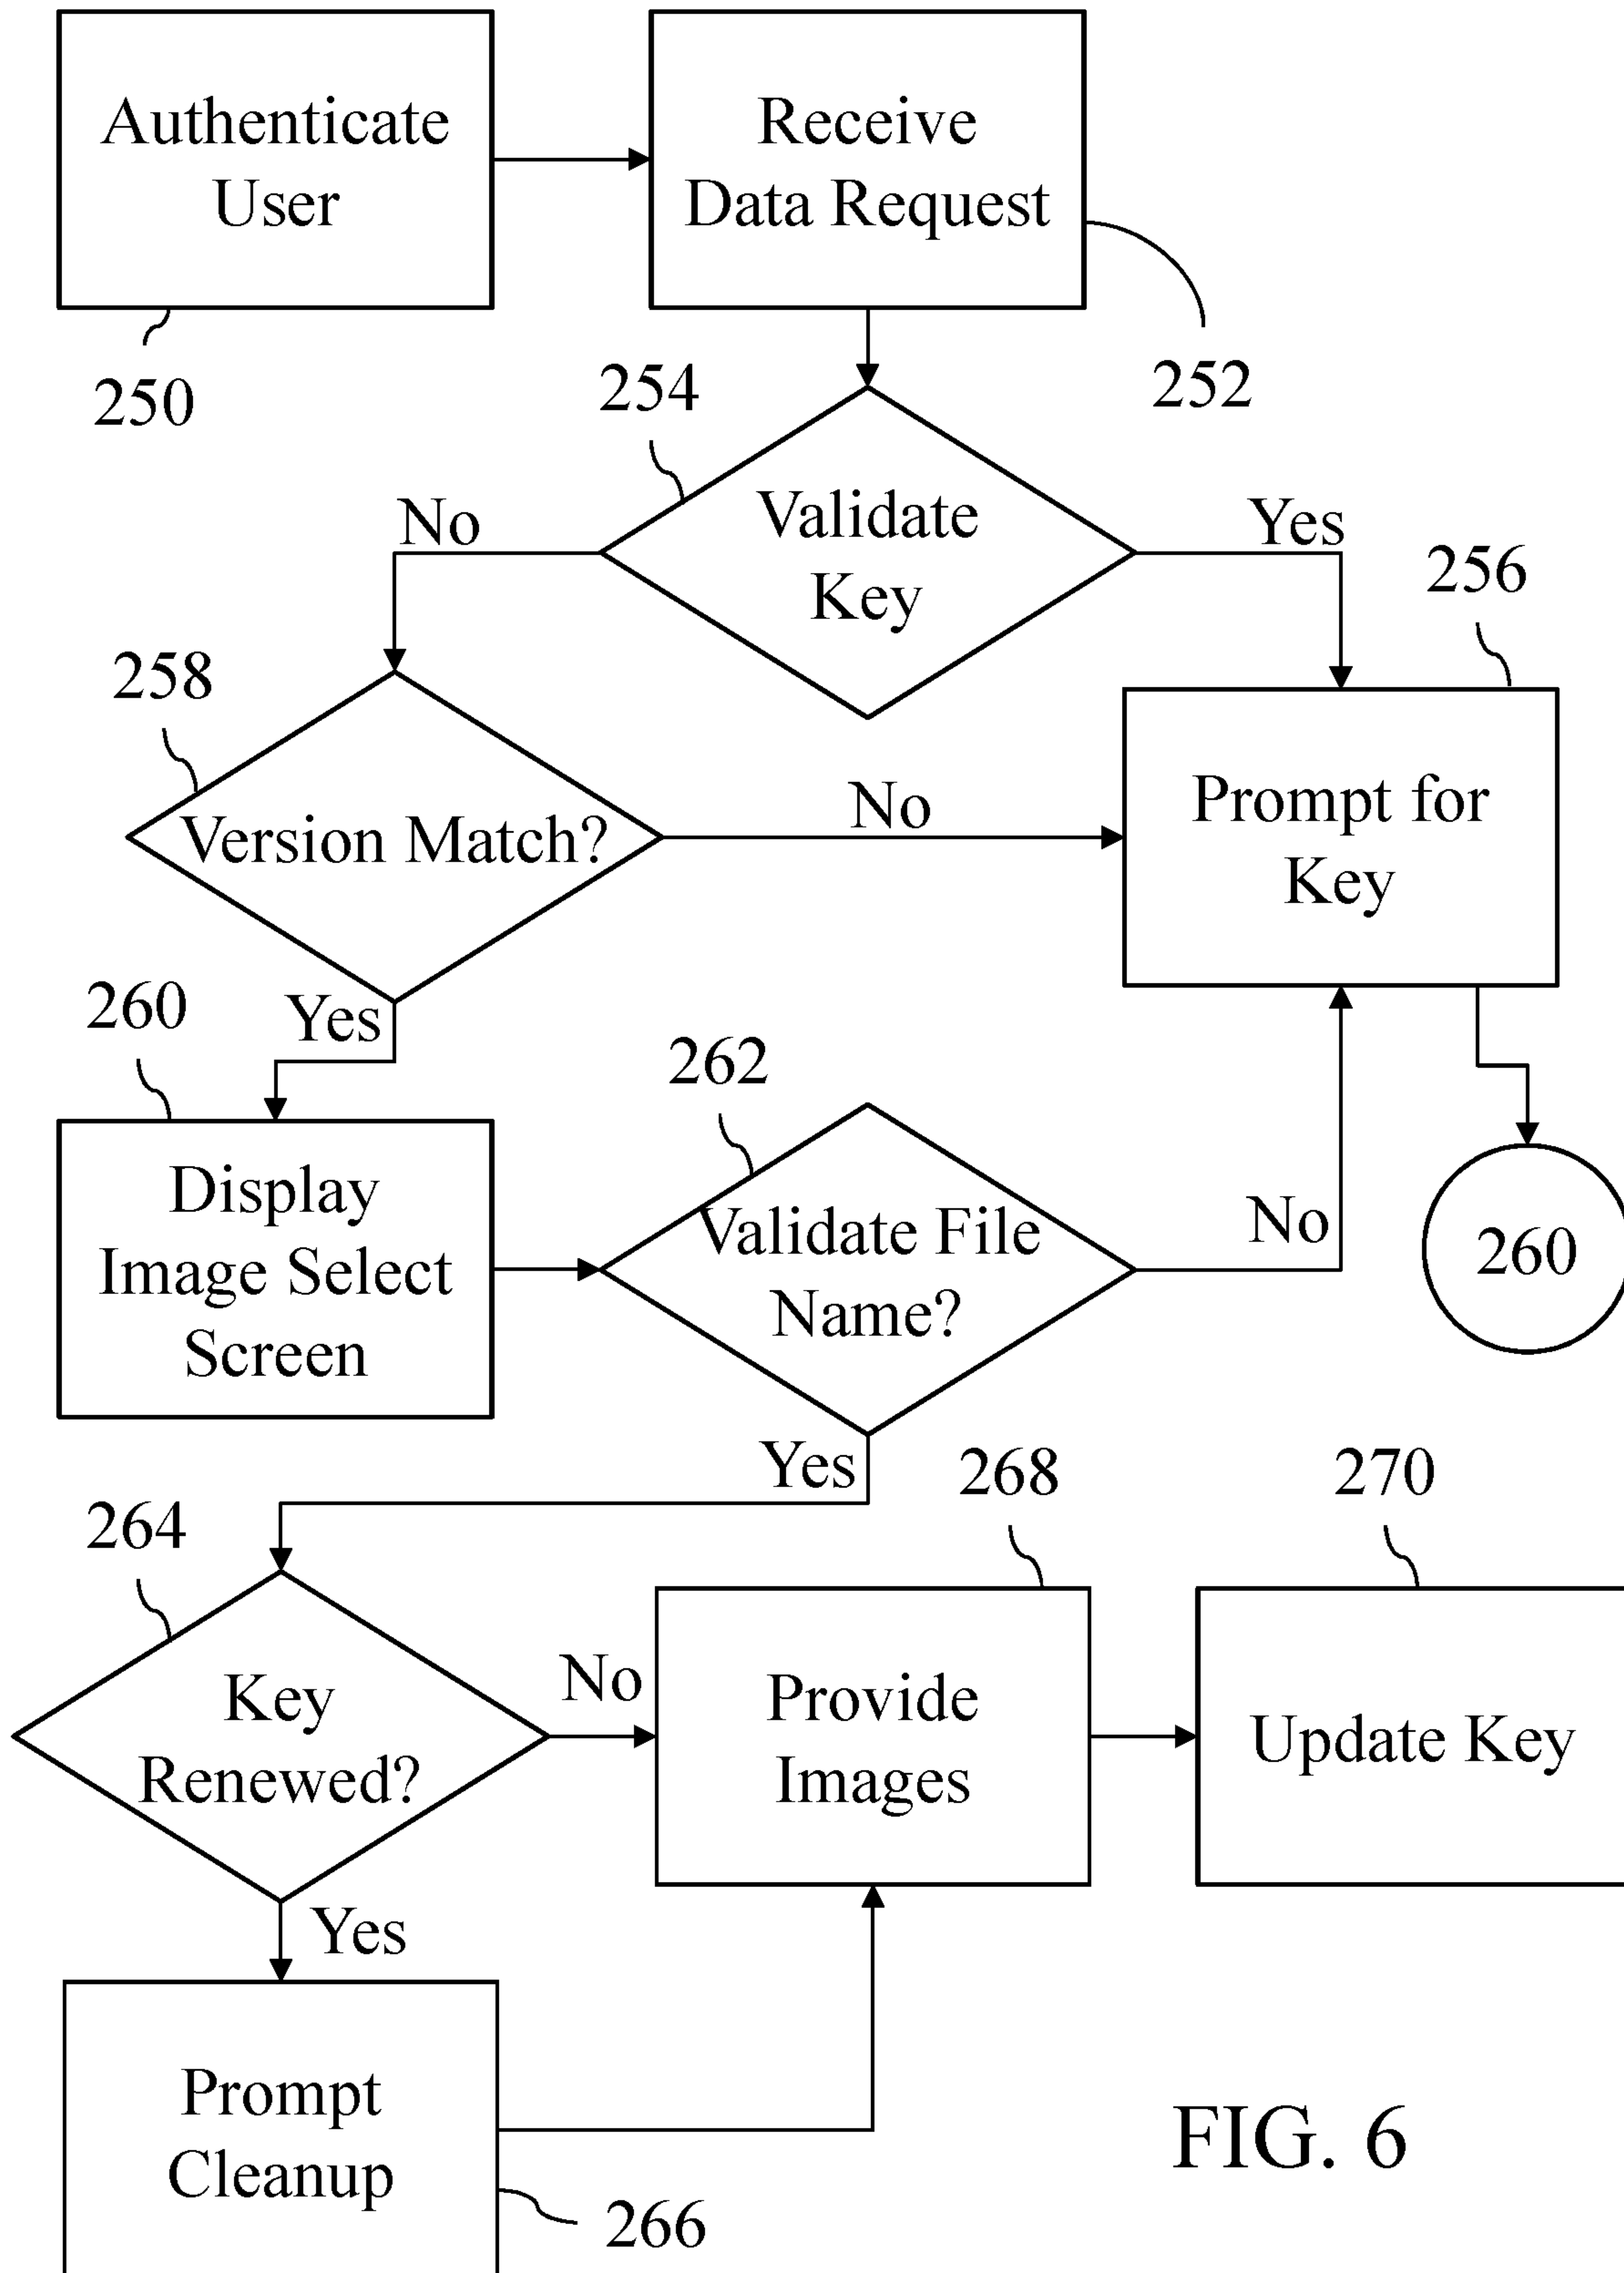 Authenticate
User
Receive
Data Request
250
252
254
Validate
Key
No
Yes
256
258
Version Match?
No
Prompt for
Key
260
Yes
262
Display
Image Select
Screen
Validate File
Name?
No
260
Yes
264
268
270
Key
Renewed?
No
Provide
Images
Update Key
Yes
Prompt
Cleanup
266
FIG. 6